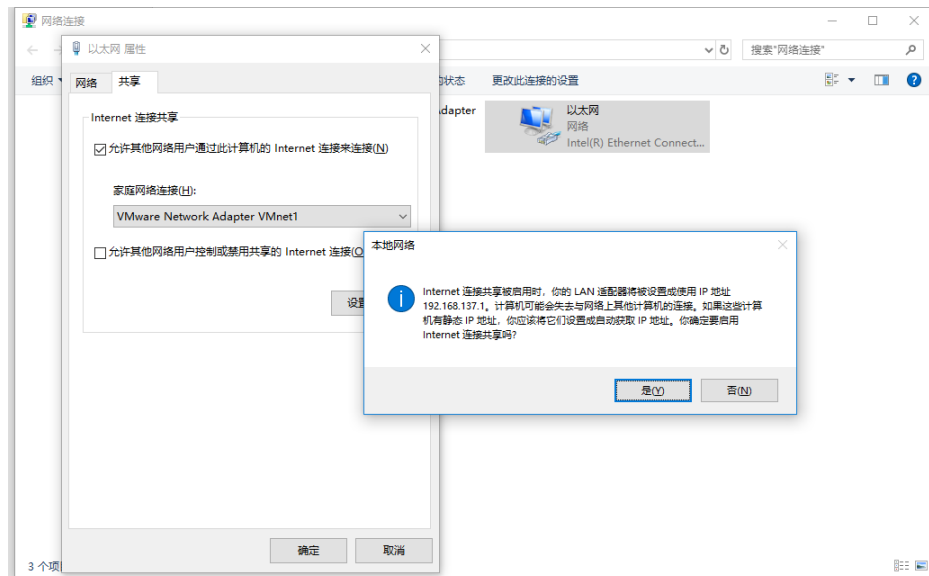 网络连接
以太网 属性
搜索"网络连接"
组织
的状态
更改此连接的设置
网络
共享
Adapter
以太网
网络
Intel(R) Ethernet Connect...
Internet 连接共享
允许其他网络用户通过此计算机的 Internet 连接来连接(N)
家庭网络连接(H):
VMware Network Adapter VMnet1
允许其他网络用户控制或禁用共享的 Internet 连接(O
设置
本地网络
Internet 连接共享被启用时，你的 LAN 适配器将被设置成使用 IP 地址
192.168.137.1。计算机可能会失去与网络上其他计算机的连接。如果这些计算
机有静态 IP 地址，你应该将它们设置成自动获取 IP 地址。你确定要启用
Internet 连接共享吗?
是(Y)
否(N)
确定
取消
3 个项